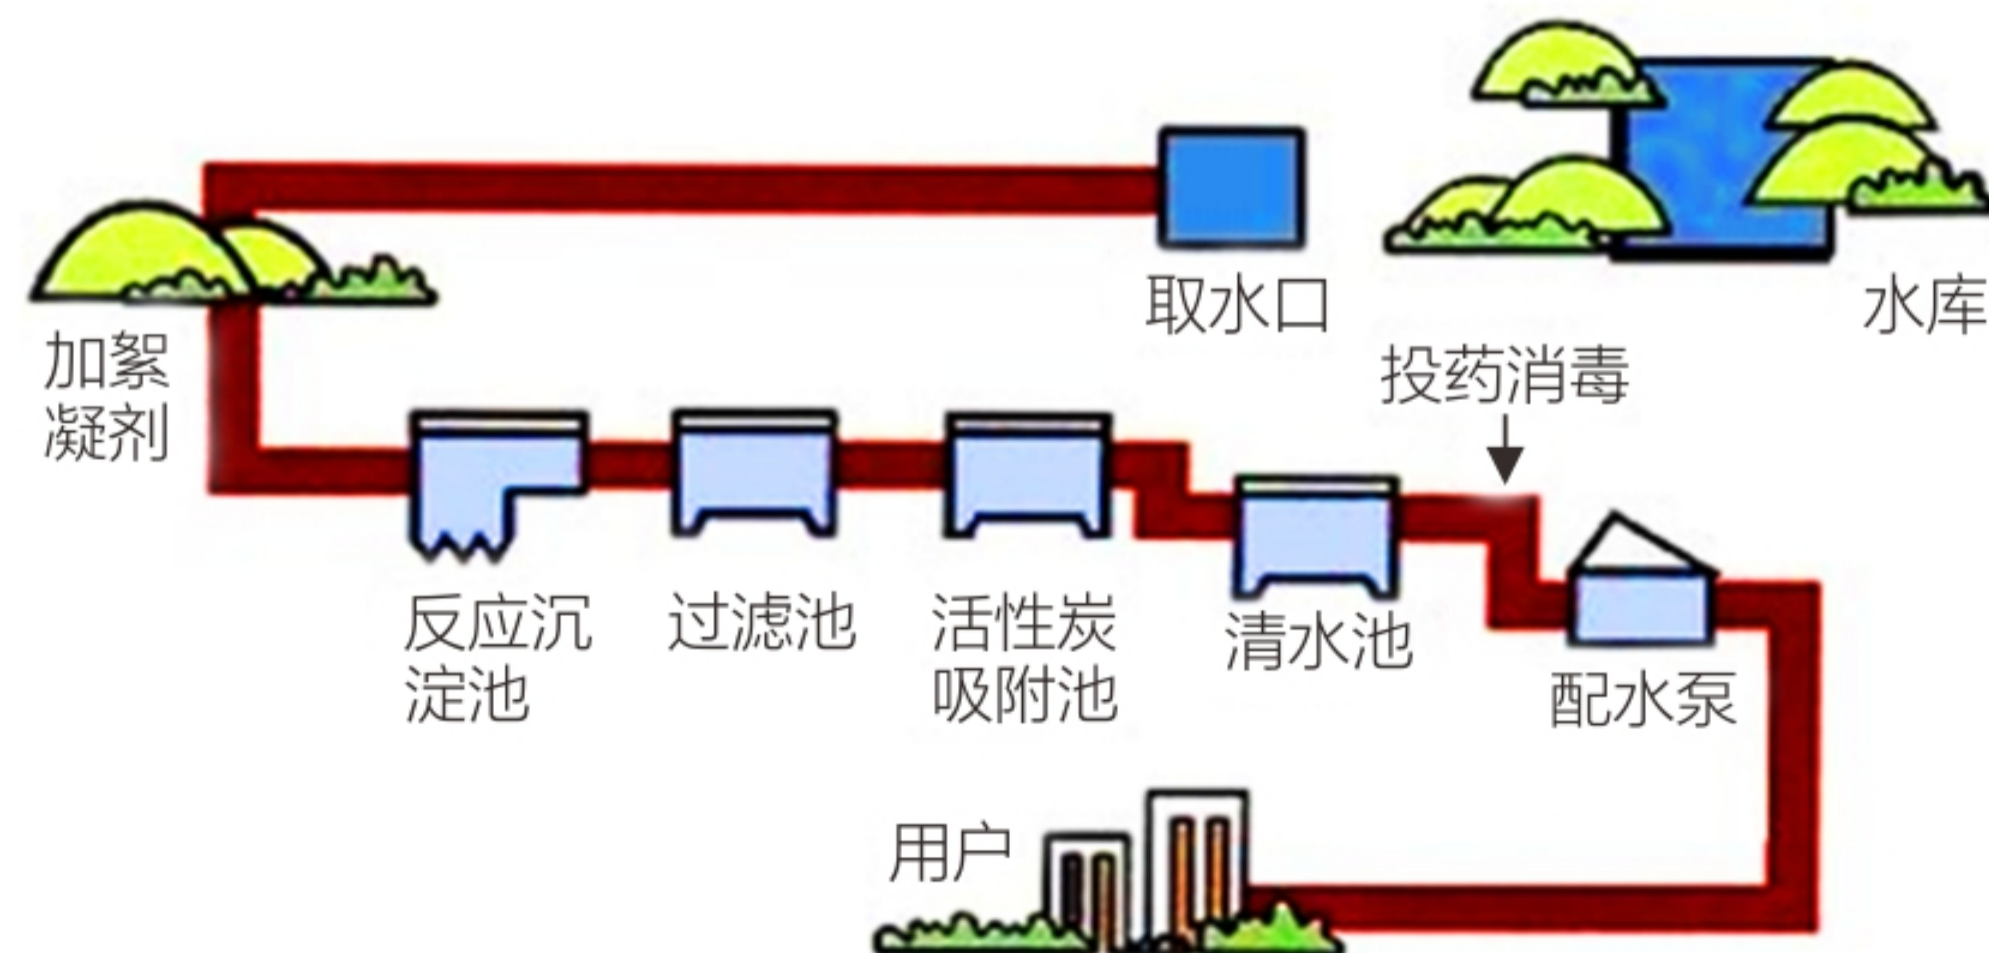 取水口
水库
加絮
凝剂
投药消毒
反应沉
淀池
过滤池
活性炭
吸附池
清水池
配水泵
用户